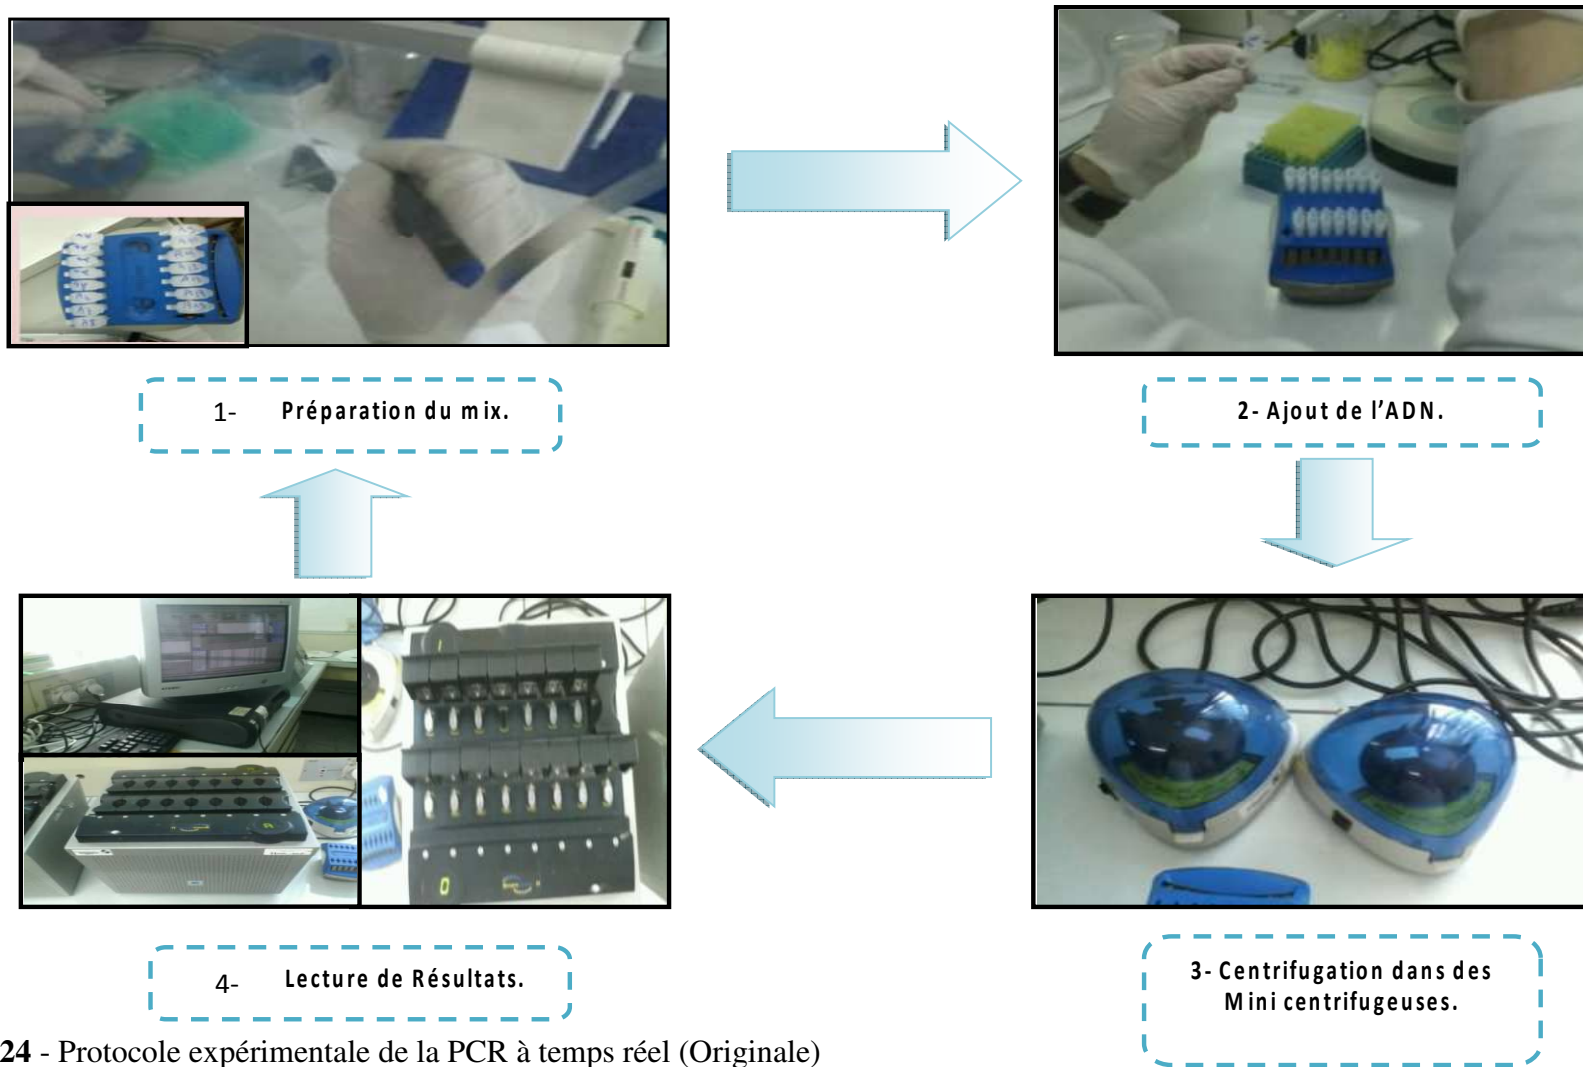 1- Préparation du mix.
2- Ajout de l'ADN.
4- Lecture de Résultats.
3- Centrifugation dans des
Mini centrifugeuses.
24 - Protocole expérimentale de la PCR à temps réel (Originale)